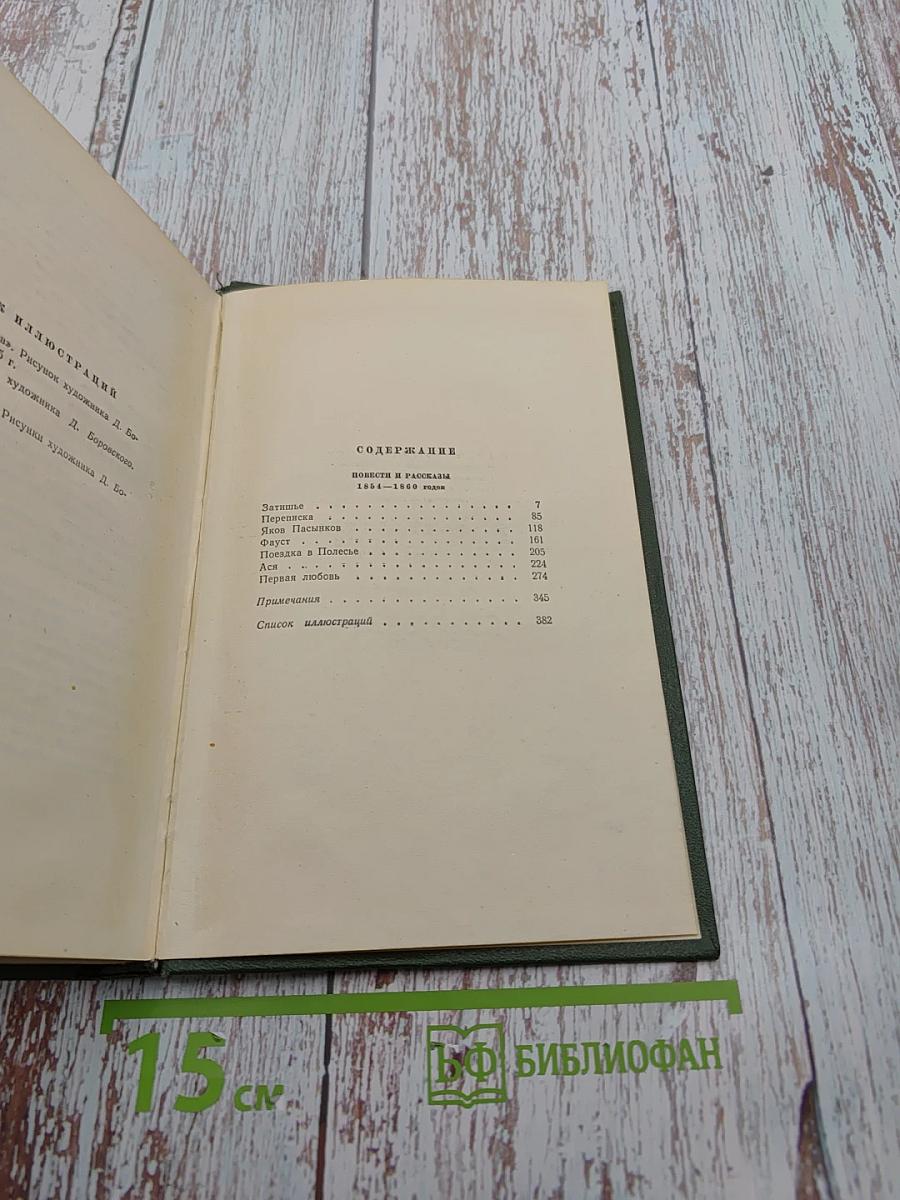 ИЛЛЮСТРАЦИЙ
Рисунок художника Д. Бо-
г.
художника Д. Боровского.
Рисунки художника Д. Бо-
СОДЕРЖАНИЕ
ПОВЕСТИ И РАССКАЗЫ
1854—1860 годов
Затишье . . . . . . . . . . . . . . . 7
Переписка . . . . . . . . . . . . . . 85
Яков Пасынков . . . . . . . . . . . . 118
Фауст . . . . . . . . . . . . . . . . 161
Поездка в Полесье . . . . . . . . . . 205
Ася . . . . . . . . . . . . . . . . . 224
Первая любовь . . . . . . . . . . . . 274
Примечания . . . . . . . . . . . . . 345
Список иллюстраций . . . . . . . . . 382
15 см
БФ БИБЛИОФАН